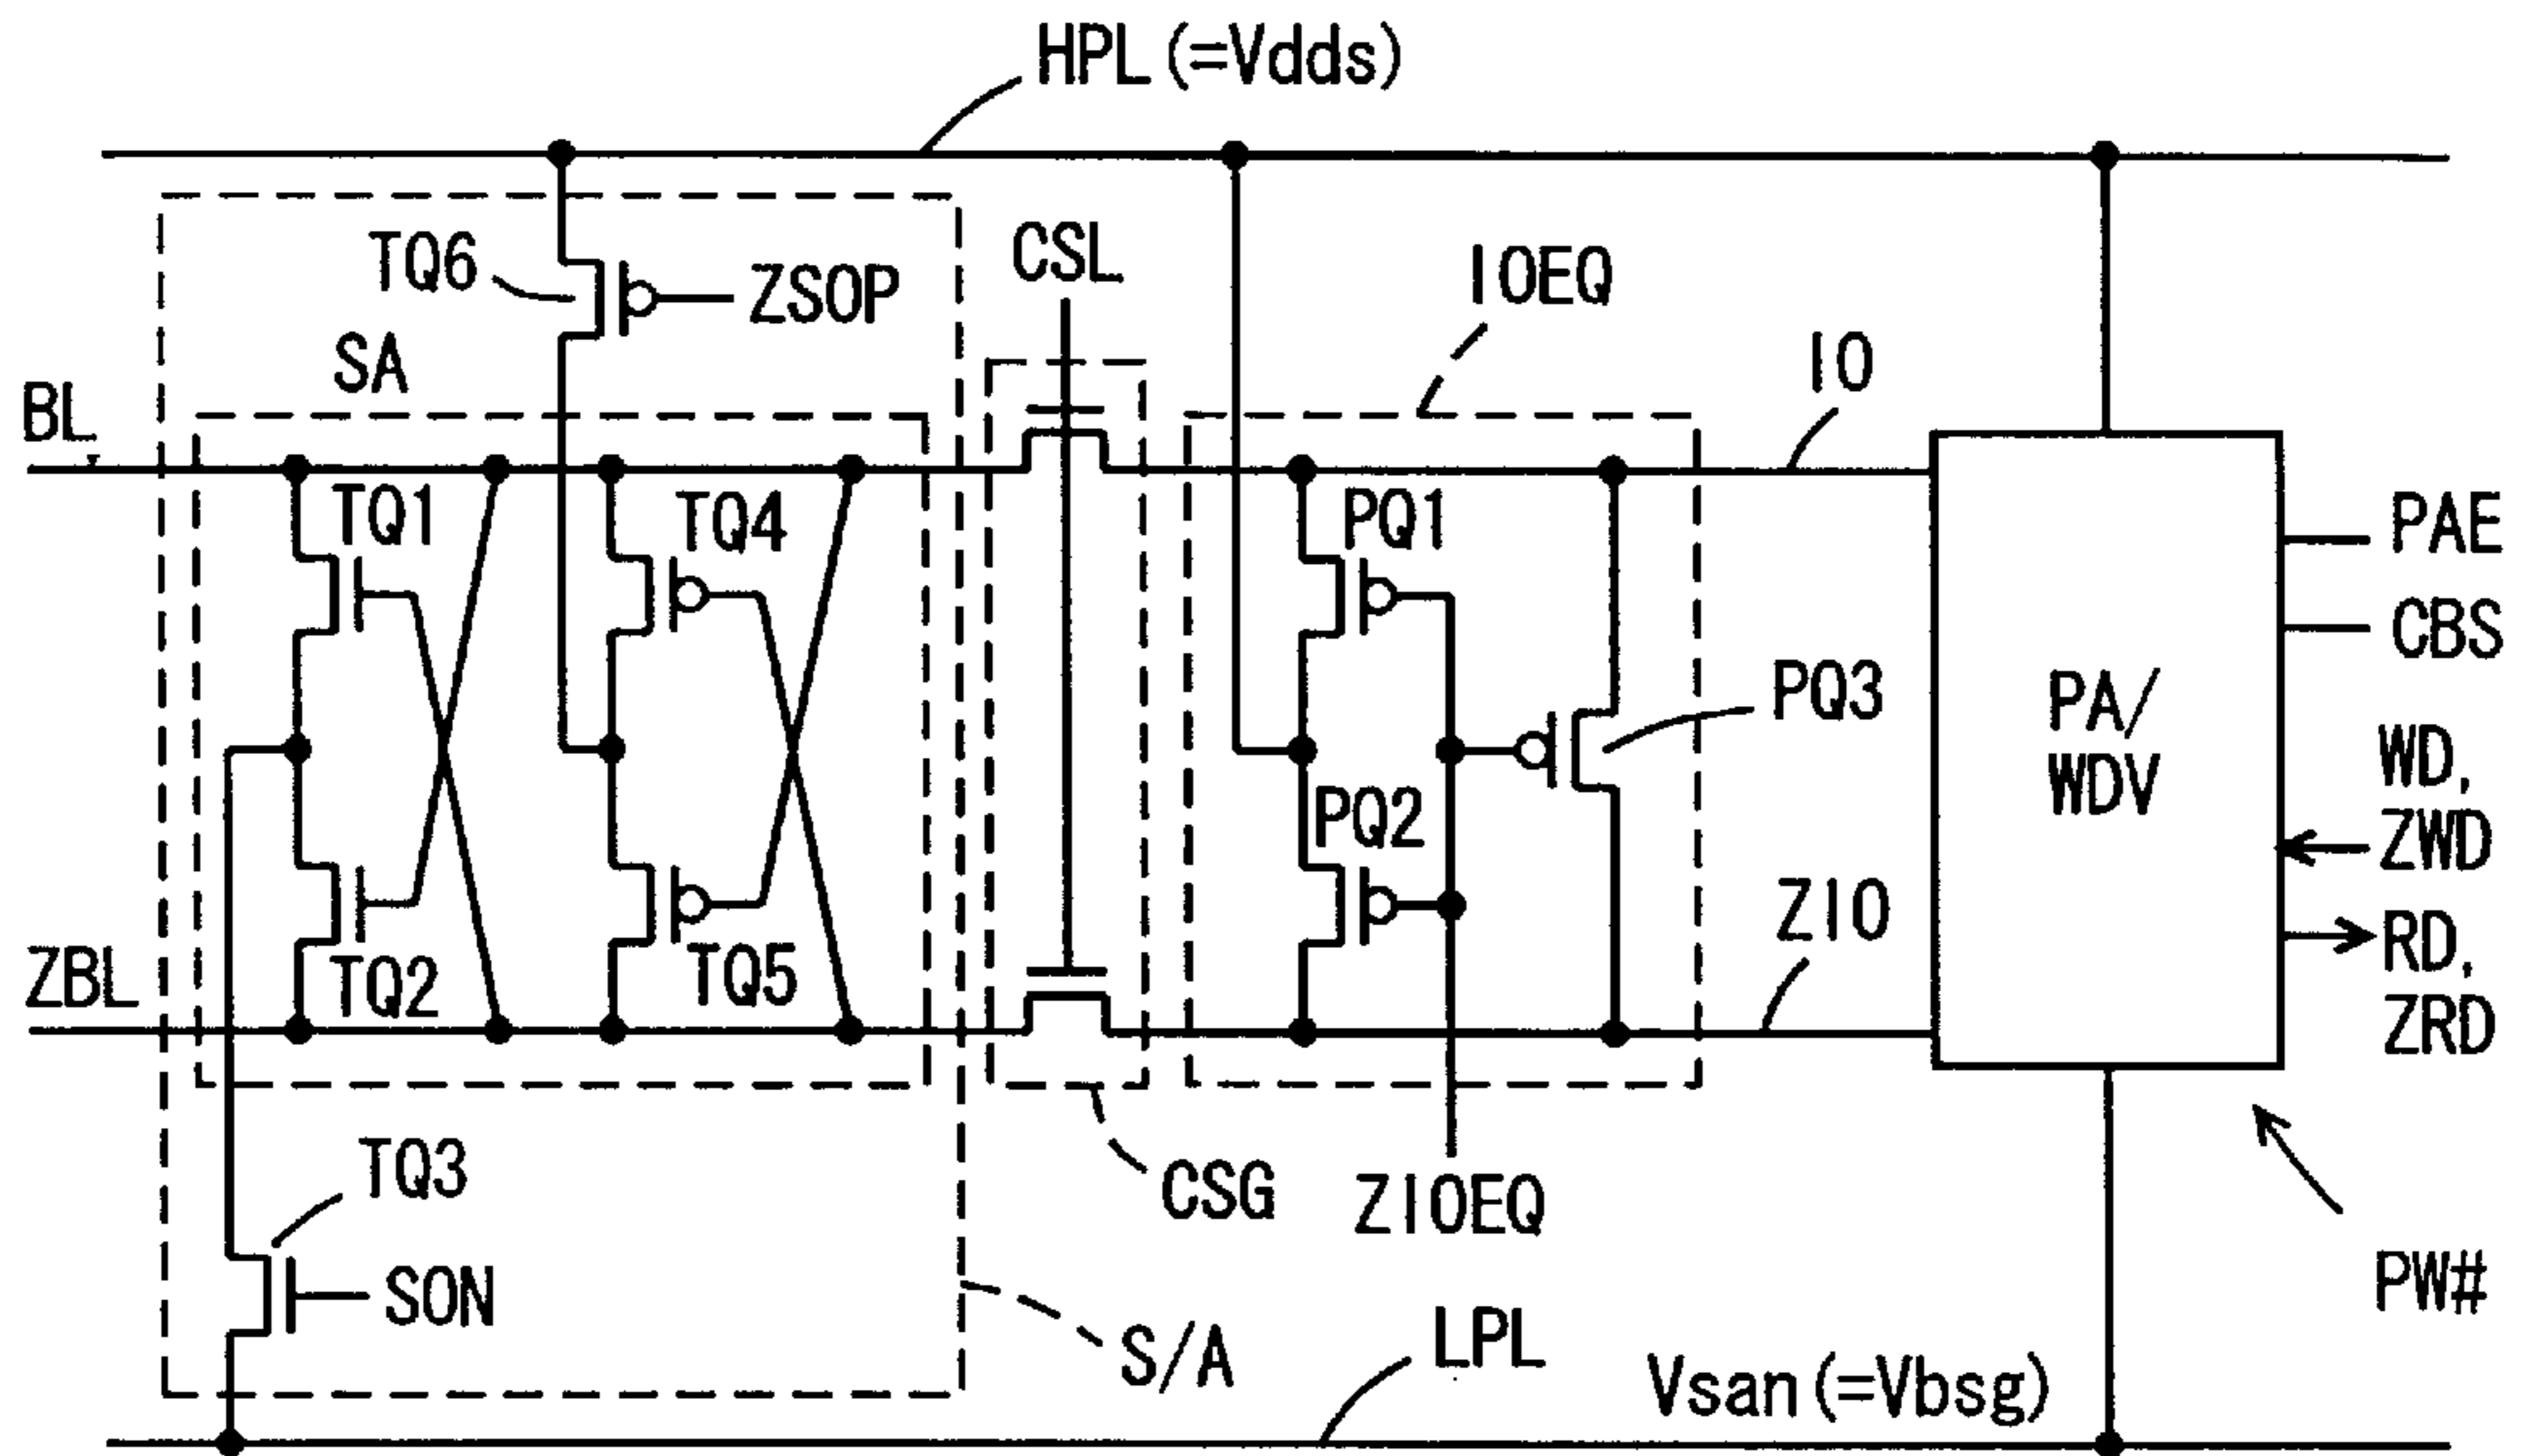 HPL(=Vdds)
TQ6
ZSOP
CSL
IOEQ
SA
IO
BL
TQ1
TQ4
PQ1
PAE
CBS
PQ3
PA/
WDV
WD,
ZWD
PQ2
ZBL
TQ2
TQ5
ZIO
RD,
ZRD
TQ3
CSG
ZIOEQ
SON
PW#
S/A
LPL
Vsan(=Vbsg)